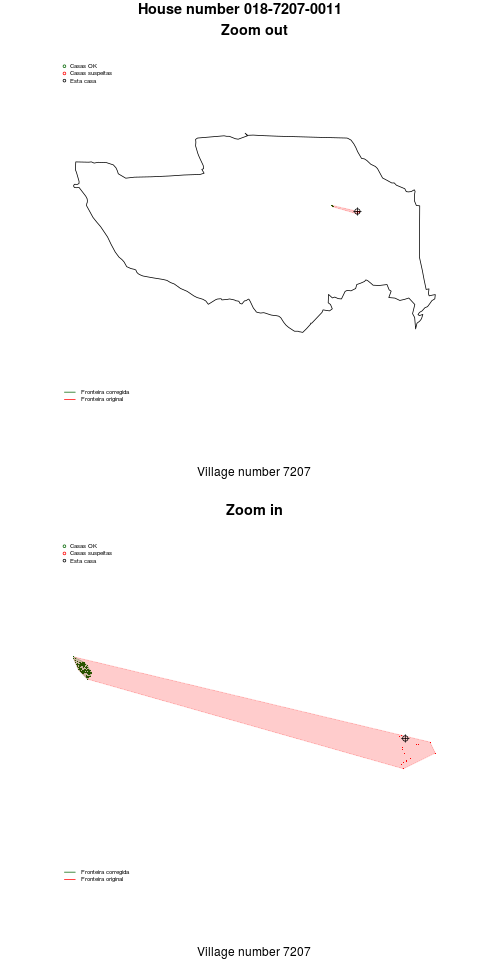 House number 018-7207-0011
Zoom out
Casas OK
Casas suspeitas
Esta casa
Fronteira corregida
Fronteira original
Village number 7207
Zoom in
Casas OK
Casas suspeitas
Esta casa
Fronteira corregida
Fronteira original
Village number 7207